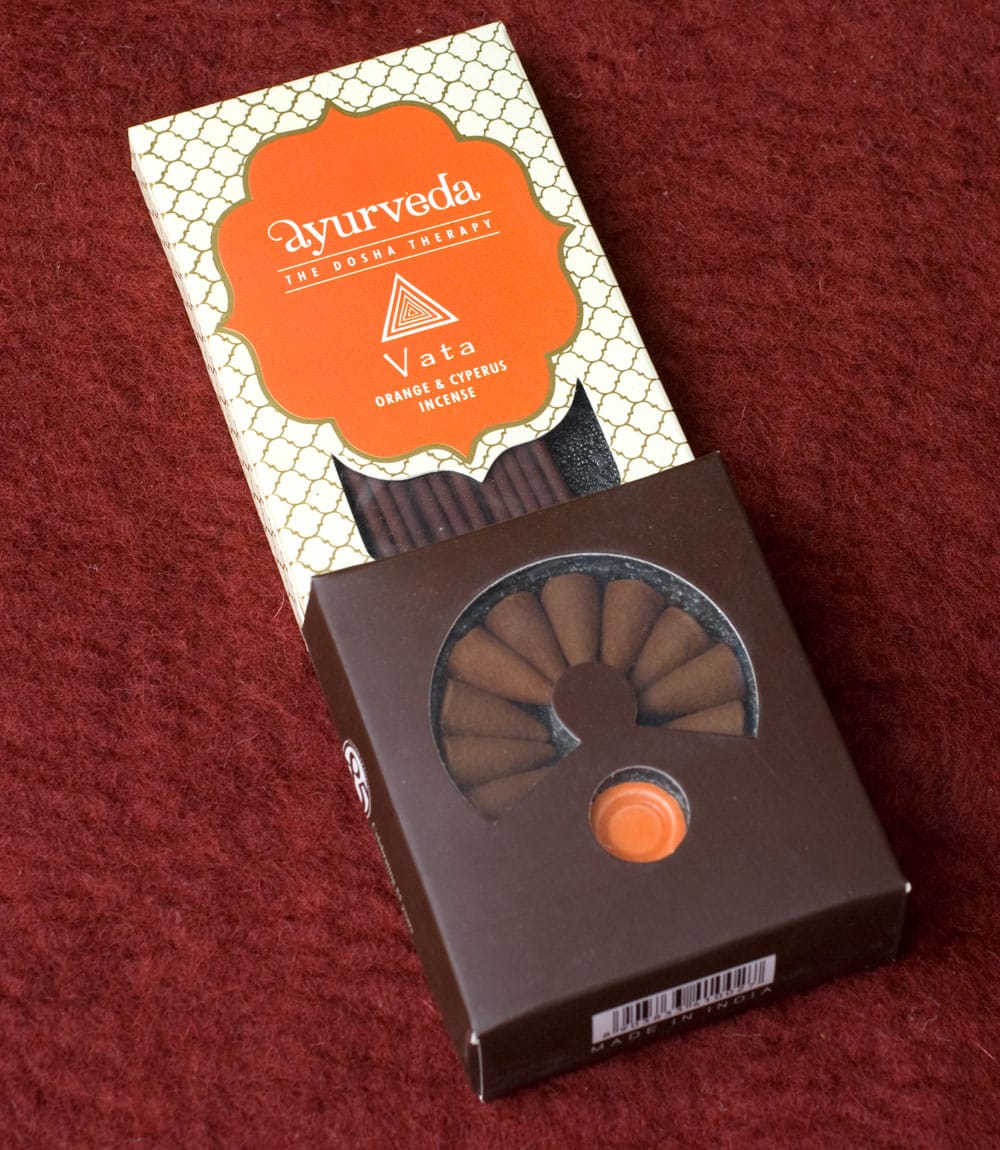 ayurveda
THE DOSHA THERAPY
Vata
ORANGE & CYPERUS
INCENSE
MADE IN INDIA